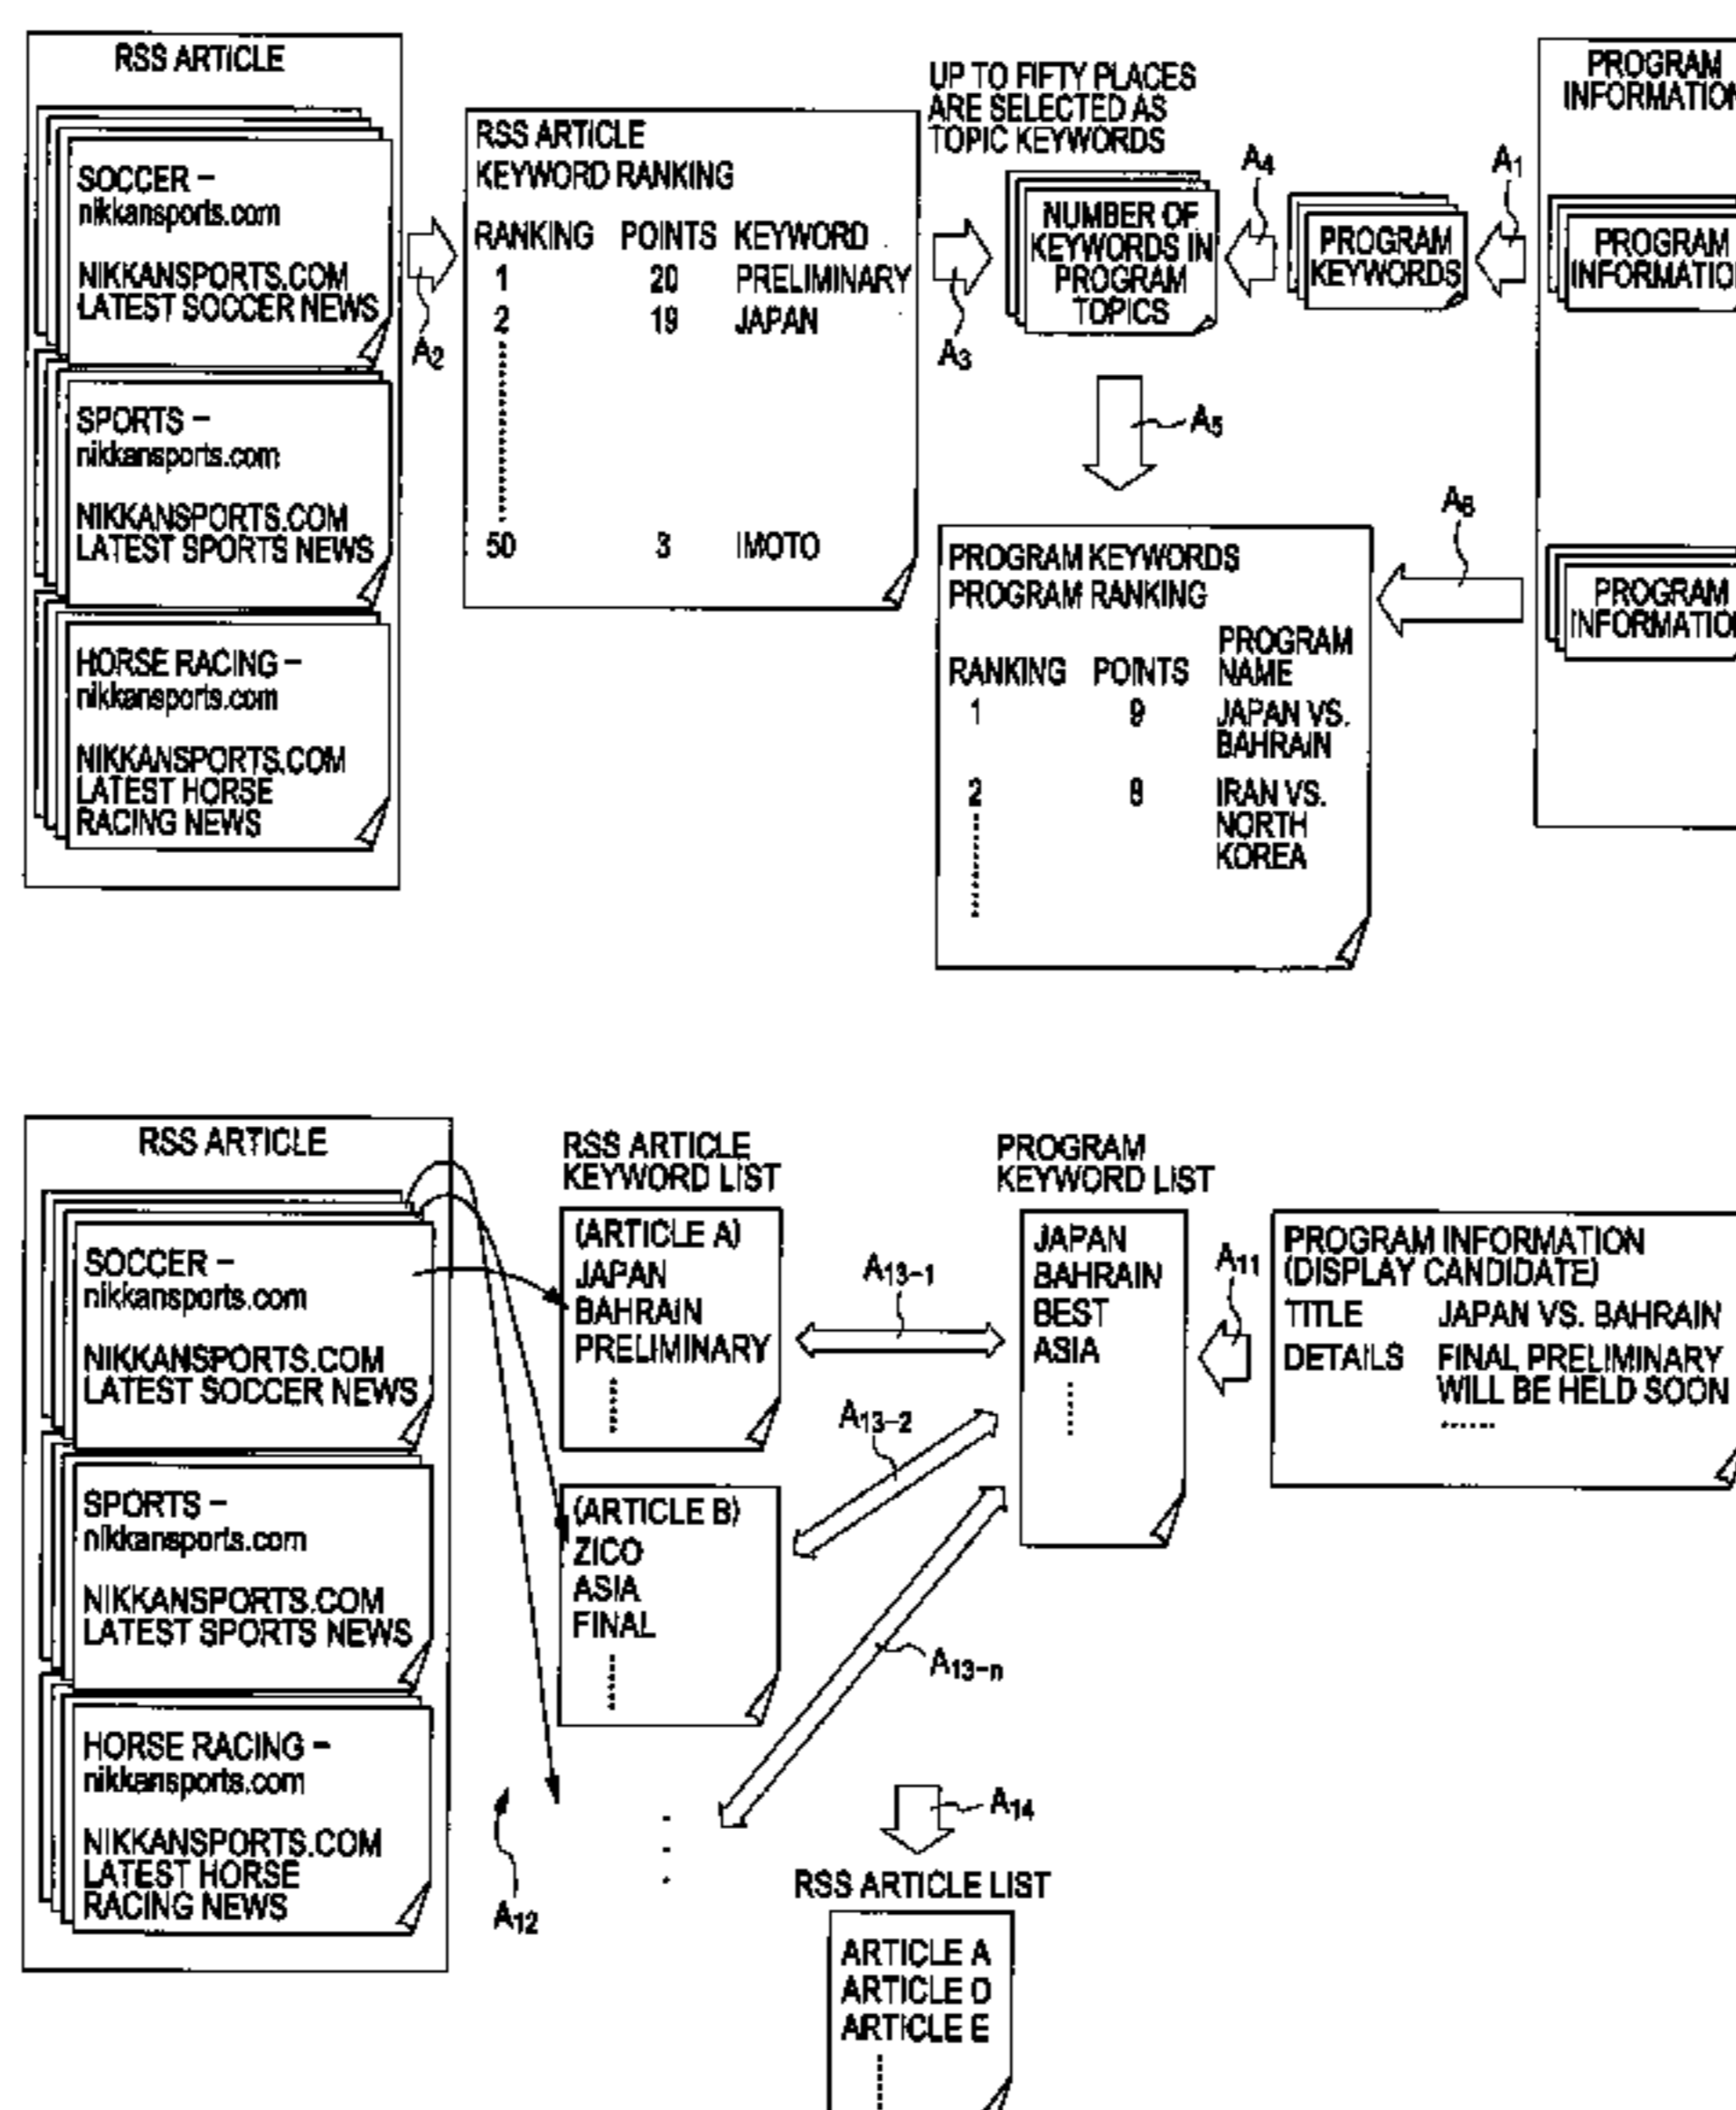 RSS ARTICLE
SOCCER –
nikkansports.com
NIKKANSPORTS.COM
LATEST SOCCER NEWS
SPORTS –
nikkansports.com
NIKKANSPORTS.COM
LATEST SPORTS NEWS
HORSE RACING –
nikkansports.com
NIKKANSPORTS.COM
LATEST HORSE
RACING NEWS
A2
RSS ARTICLE
KEYWORD RANKING
RANKING POINTS KEYWORD
1 20 PRELIMINARY
2 19 JAPAN
50 3 IMOTO
UP TO FIFTY PLACES
ARE SELECTED AS
TOPIC KEYWORDS
A3
NUMBER OF
KEYWORDS IN
PROGRAM
TOPICS
A4
PROGRAM
KEYWORDS
A1
PROGRAM
INFORMATION
PROGRAM
INFORMATION
PROGRAM
INFORMATION
A5
A6
PROGRAM KEYWORDS
PROGRAM RANKING
RANKING POINTS PROGRAM
NAME
1 9 JAPAN VS.
BAHRAIN
2 8 IRAN VS.
NORTH
KOREA
RSS ARTICLE
SOCCER –
nikkansports.com
NIKKANSPORTS.COM
LATEST SOCCER NEWS
SPORTS –
nikkansports.com
NIKKANSPORTS.COM
LATEST SPORTS NEWS
HORSE RACING –
nikkansports.com
NIKKANSPORTS.COM
LATEST HORSE
RACING NEWS
A12
RSS ARTICLE
KEYWORD LIST
(ARTICLE A)
JAPAN
BAHRAIN
PRELIMINARY
(ARTICLE B)
ZICO
ASIA
FINAL
A13-1
A13-2
A13-n
PROGRAM
KEYWORD LIST
JAPAN
BAHRAIN
BEST
ASIA
A11
PROGRAM INFORMATION
(DISPLAY CANDIDATE)
TITLE JAPAN VS. BAHRAIN
DETAILS FINAL PRELIMINARY
WILL BE HELD SOON
......
A14
RSS ARTICLE LIST
ARTICLE A
ARTICLE D
ARTICLE E